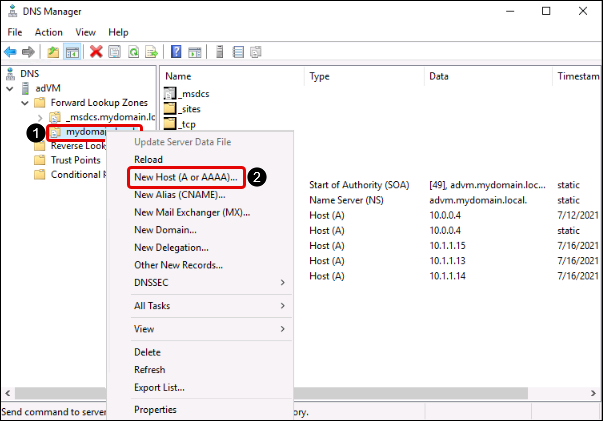 DNS Manager
File Action View Help
DNS
adVM
Forward Lookup Zones
_msdcs.mydomain.lo
1
Reverse Look
Trust Points
Conditional
Name Type Data Timestam
_msdcs
_sites
_tcp
Update Server Data File
Reload
New Host (A or AAAA)... 2
New Alias (CNAME)...
New Mail Exchanger (MX)...
New Domain...
New Delegation...
Other New Records...
DNSSEC
All Tasks
View
Delete
Refresh
Export List...
Properties
Start of Authority (SOA) [49], advm.mydomain.loc... static
Name Server (NS) advm.mydomain.local. static
Host (A) 10.0.0.4 7/12/2021
Host (A) 10.0.0.4 static
Host (A) 10.1.1.15 7/16/2021
Host (A) 10.1.1.13 7/16/2021
Host (A) 10.1.1.14 7/16/2021
Send command to server ory.